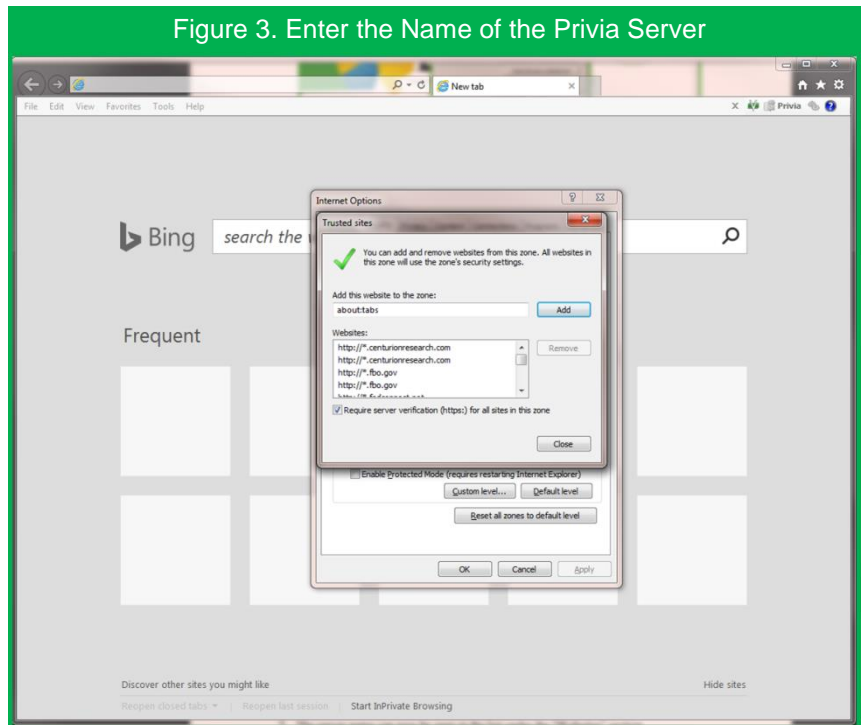 Figure 3. Enter the Name of the Privia Server
New tab
File Edit View Favorites Tools Help
x Privia
Internet Options
Trusted sites
You can add and remove websites from this zone. All websites in
this zone will use the zone's security settings.
Add this website to the zone:
about:tabs Add
Websites:
http://*.centurionresearch.com Remove
http://*.centurionresearch.com
http://*.fbo.gov
http://*.fbo.gov
Require server verification (https:) for all sites in this zone
Close
Bing search the
Frequent
Enable Protected Mode (requires restarting Internet Explorer)
Custom level... Default level
Reset all zones to default level
OK Cancel Apply
Discover other sites you might like Hide sites
Reopen closed tabs Reopen last session Start InPrivate Browsing